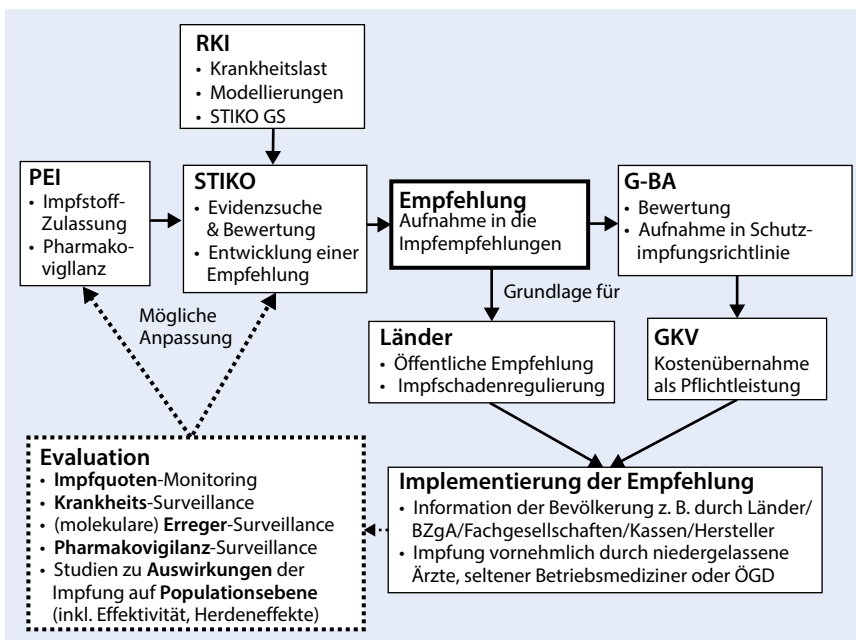 RKI
• Krankheitslast
• Modellierungen
• STIKO GS
PEI
• Impfstoff-
Zulassung
• Pharmako-
vigllanz
STIKO
• Evidenzsuche
& Bewertung
• Entwicklung einer
Empfehlung
Empfehlung
Aufnahme in die
Impfempfehlungen
G-BA
• Bewertung
• Aufnahme in Schutz-
impfungsrichtlinie
Mögliche
Anpassung
Grundlage für
Länder
• Öffentliche Empfehlung
• Impfschadenregulierung
GKV
Kostenübernahme
als Pflichtleistung
Evaluation
• Impfquoten-Monitoring
• Krankheits-Surveillance
• (molekulare) Erreger-Surveillance
• Pharmakovigilanz-Surveillance
• Studien zu Auswirkungen der
Impfung auf Populationsebene
(inkl. Effektivität, Herdeneffekte)
Implementierung der Empfehlung
• Information der Bevölkerung z. B. durch Länder/
BZgA/Fachgesellschaften/Kassen/Hersteller
• Impfung vornehmlich durch niedergelassene
Ärzte, seltener Betriebsmediziner oder ÖGD